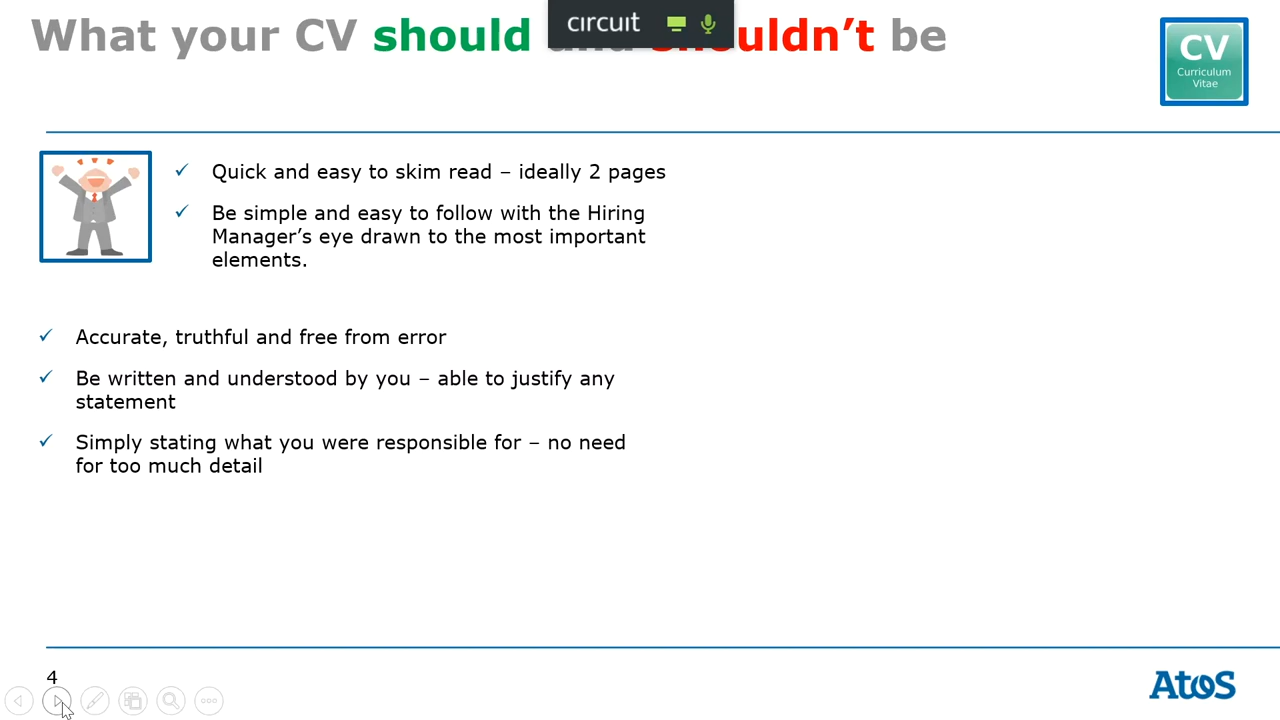 What your CV should and shouldn't be
circuit
CV
Curriculum
Vitae
Quick and easy to skim read – ideally 2 pages
Be simple and easy to follow with the Hiring
Manager’s eye drawn to the most important
elements.
Accurate, truthful and free from error
Be written and understood by you – able to justify any
statement
Simply stating what you were responsible for – no need
for too much detail
4
Atos